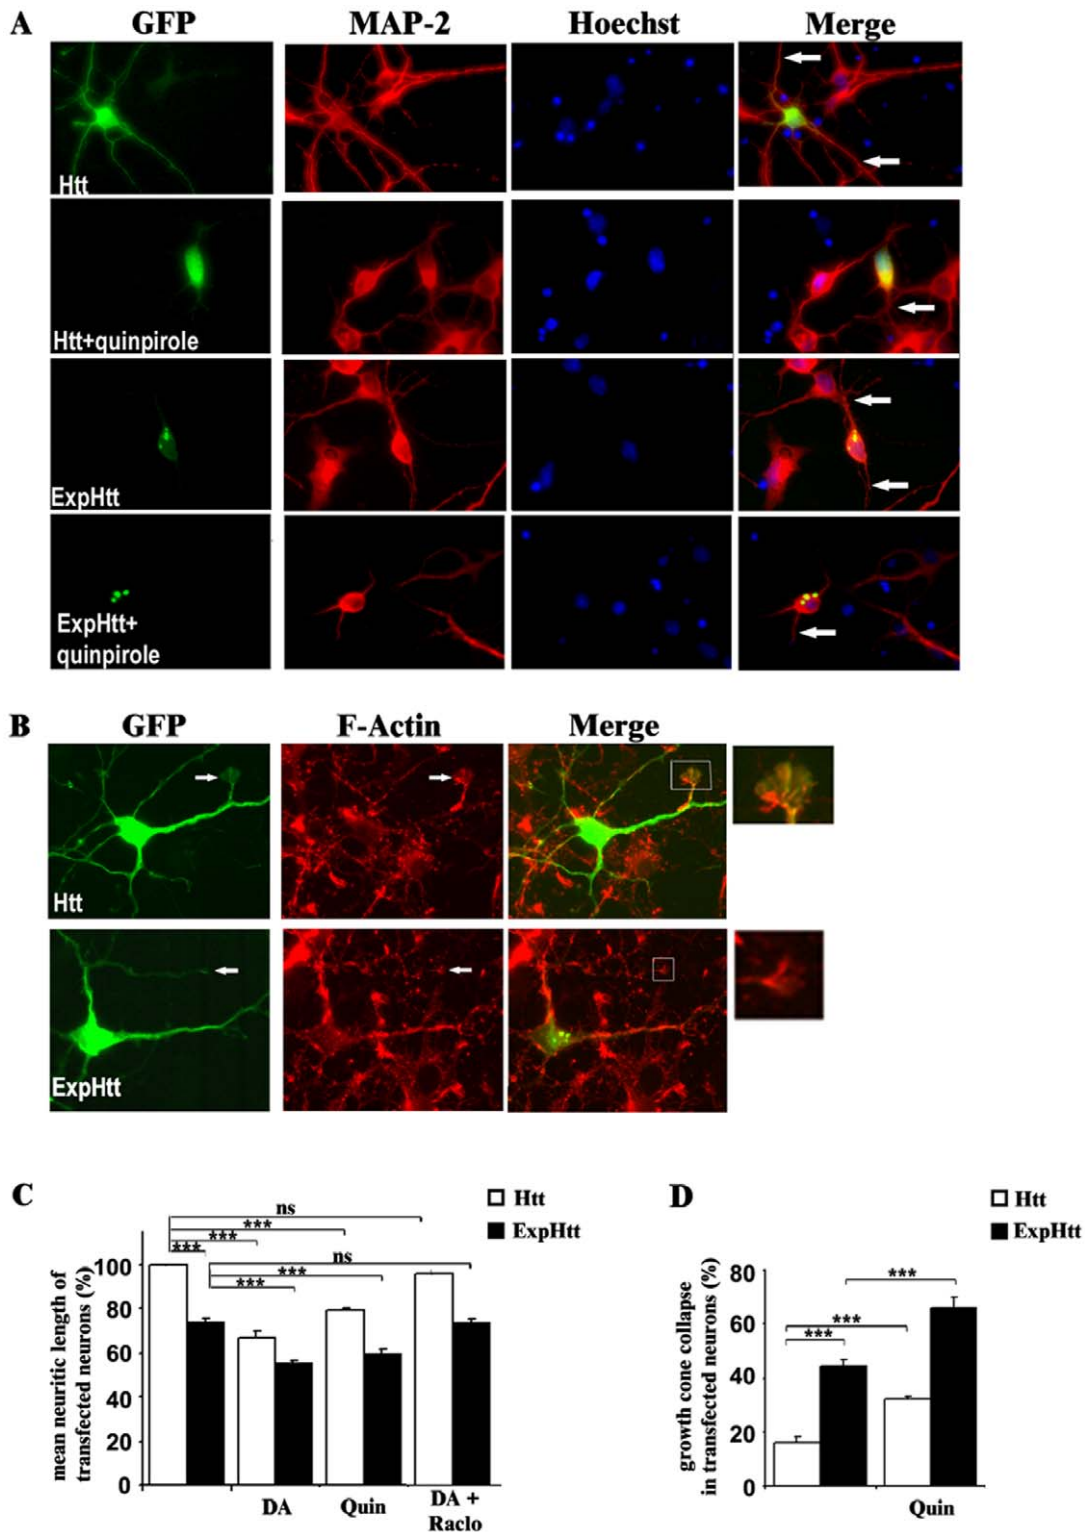 A
GFP MAP-2 Hoechst Merge
Htt
Htt+quinpirole
ExpHtt
ExpHtt+
quinpirole
B
GFP F-Actin Merge
Htt
ExpHtt
C
Htt
ExpHtt
ns
***
***
***
ns
***
***
mean neuritic length of
transfected neurons (%)
100
80
60
40
20
0
DA Quin DA +
Raclo
D
Htt
ExpHtt
***
***
***
growth cone collapse
in transfected neurons (%)
80
60
40
20
0
Quin